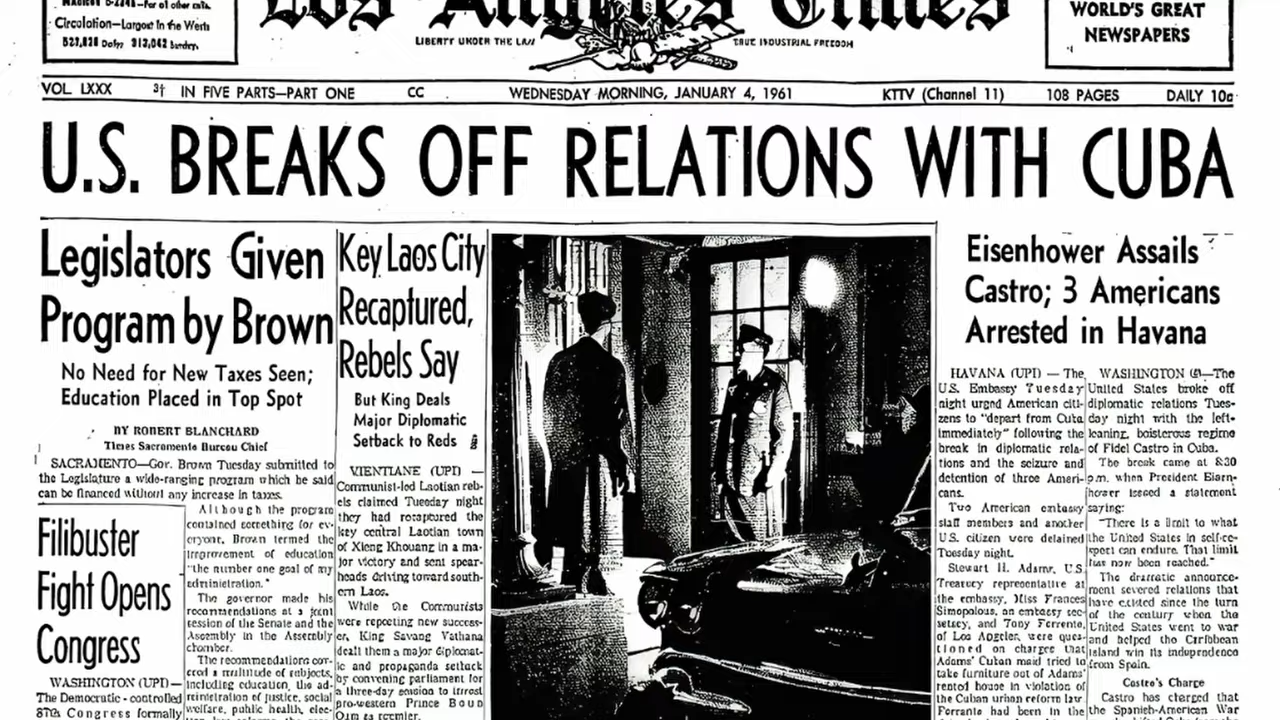 Circulation—Largest In the West
523,828 Daily 913,042 Sunday.
Los Angeles Times
LIBERTY UNDER THE LAW
TRUE INDUSTRIAL FREEDOM
WORLD'S GREAT
NEWSPAPERS
VOL LXXX
IN FIVE PARTS—PART ONE
CC
WEDNESDAY MORNING, JANUARY 4, 1961
KTTV (Channel 11)
108 PAGES
DAILY 10c
U.S. BREAKS OFF RELATIONS WITH CUBA
Legislators Given
Program by Brown
No Need for New Taxes Seen;
Education Placed in Top Spot
BY ROBERT BLANCHARD
Times Sacramento Bureau Chief
SACRAMENTO—Gov. Brown Tuesday submitted to
the Legislature a wide-ranging program which he said
can be financed without any increase in taxes.
Although the program
contained something for ev-
eryone, Brown termed the
improvement of education
"the number one goal of my
administration."
The governor made his
recommendations at a joint
session of the Senate and the
Assembly in the Assembly
chamber.
The recommendations cov-
ered a multitude of subjects,
including education, the ad-
ministration of justice, social
welfare, public health, elec-
Filibuster
Fight Opens
Congress
WASHINGTON (UPI)—
The Democratic-controlled
87th Congress formally
Key Laos City
Recaptured,
Rebels Say
But King Deals
Major Diplomatic
Setback to Reds
VIENTIANE (UPI) —
Communist-led Laotian reb-
els claimed Tuesday night
they had recaptured the
key central Laotian town
of Xieng Khouang in a ma-
jor victory and sent spear-
heads driving toward south-
ern Laos.
While the Communists
were reporting new success-
es, King Savang Vathana
dealt them a major diplomat-
ic and propaganda setback
by convening parliament for
a three-day session to invest
pro-western Prince Boun
Oum as premier.
Eisenhower Assails
Castro; 3 Americans
Arrested in Havana
HAVANA (UPI) — The
U.S. Embassy Tuesday
night urged American citi-
zens to "depart from Cuba
immediately" following the
break in diplomatic rela-
tions and the seizure and
detention of three Ameri-
cans.
Two American embassy
staff members and another
U.S. citizen were detained
Tuesday night.
Stewart H. Adams, U.S.
Treasury representative at
the embassy, Miss Frances
Simopolous, an embassy sec-
retary, and Tony Ferrente,
of Los Angeles, were ques-
tioned on charges that
Adams' Cuban maid tried to
take furniture out of Adams'
rented house in violation of
the Cuban urban reform law.
Ferrante had been in the
WASHINGTON —The
United States broke off
diplomatic relations Tues-
day night with the left-
leaning, boisterous regime
of Fidel Castro in Cuba.
The break came at 8:30
p.m. when President Eisen-
hower issued a statement
saying:
"There is a limit to what
the United States in self-re-
spect can endure. That limit
has now been reached."
The dramatic announce-
ment severed relations that
have existed since the turn
of the century when the
United States went to war
and helped the Caribbean
island win its independence
from Spain.
Castro's Charge
Castro has charged that
the Spanish-American War